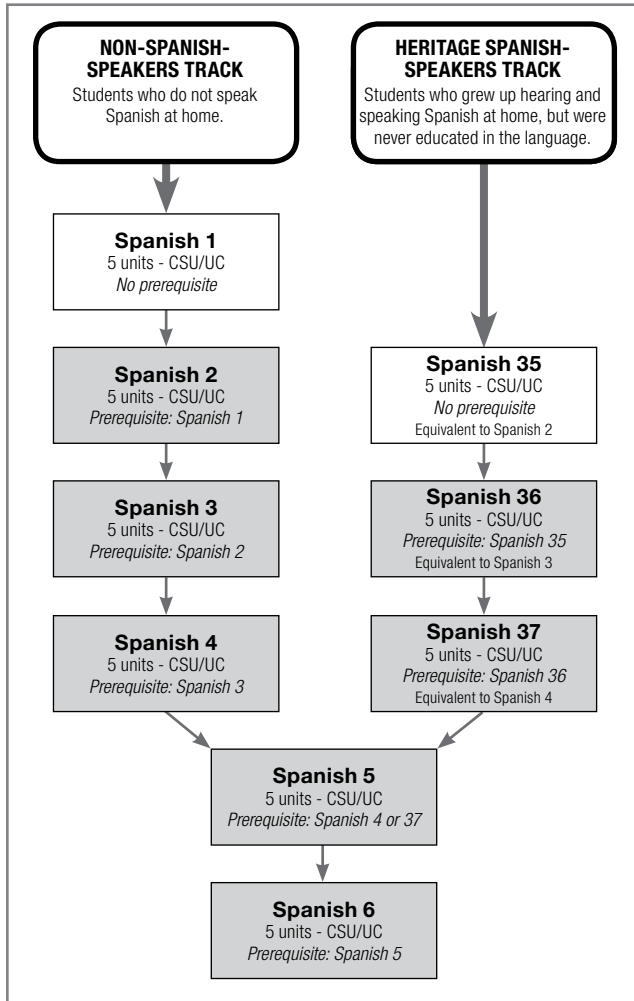 NON-SPANISH-
SPEAKERS TRACK
Students who do not speak
Spanish at home.
HERITAGE SPANISH-
SPEAKERS TRACK
Students who grew up hearing and
speaking Spanish at home, but were
never educated in the language.
Spanish 1
5 units - CSU/UC
No prerequisite
Spanish 2
5 units - CSU/UC
Prerequisite: Spanish 1
Spanish 35
5 units - CSU/UC
No prerequisite
Equivalent to Spanish 2
Spanish 3
5 units - CSU/UC
Prerequisite: Spanish 2
Spanish 36
5 units - CSU/UC
Prerequisite: Spanish 35
Equivalent to Spanish 3
Spanish 4
5 units - CSU/UC
Prerequisite: Spanish 3
Spanish 37
5 units - CSU/UC
Prerequisite: Spanish 36
Equivalent to Spanish 4
Spanish 5
5 units - CSU/UC
Prerequisite: Spanish 4 or 37
Spanish 6
5 units - CSU/UC
Prerequisite: Spanish 5